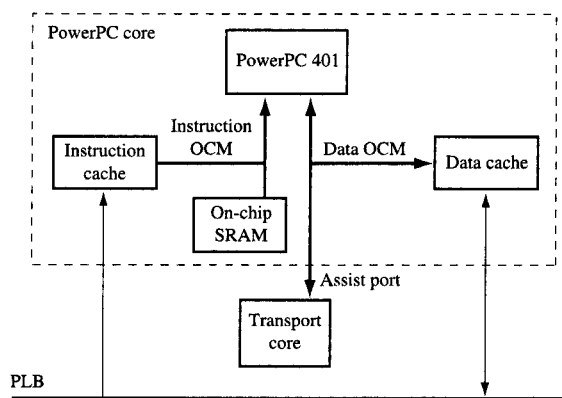 PowerPC core
PowerPC 401
Instruction
OCM
Data OCM
Instruction
cache
Data cache
On-chip
SRAM
Assist port
Transport
core
PLB